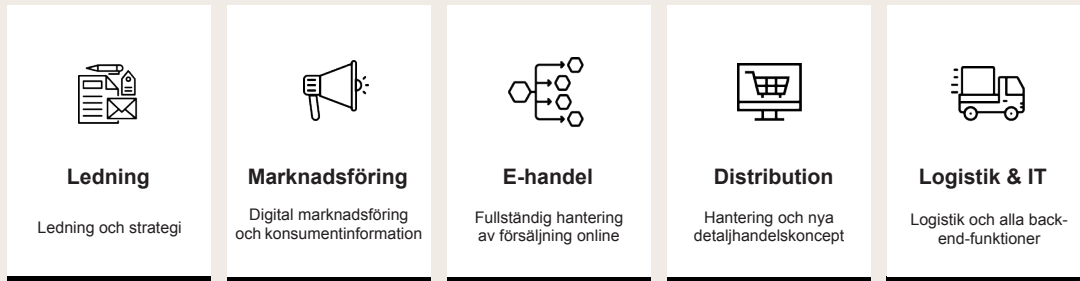 Ledning
Ledning och strategi
Marknadsföring
Digital marknadsföring
och konsumentinformation
E-handel
Fullständig hantering
av försäljning online
Distribution
Hantering och nya
detaljhandelskoncept
Logistik & IT
Logistik och alla back-
end-funktioner